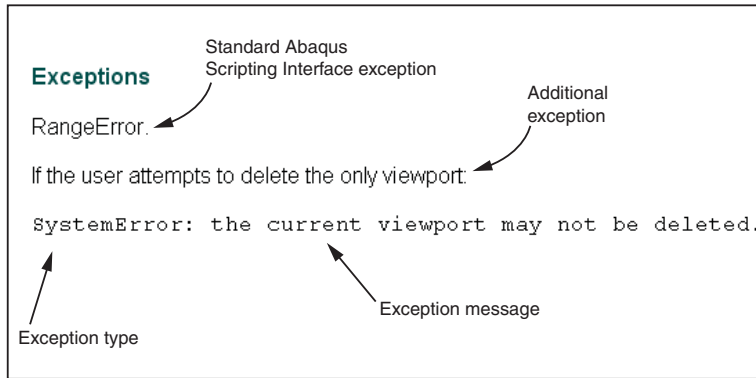 Standard Abaqus
Scripting Interface exception
Exceptions
Additional
exception
RangeError.
If the user attempts to delete the only viewport:
SystemError: the current viewport may not be deleted.
Exception message
Exception type